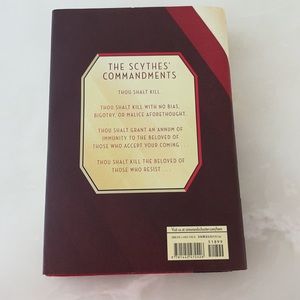 THE SCYTHES'
COMMANDMENTS
THOU SHALT KILL.
THOU SHALT KILL WITH NO BIAS,
BIGOTRY, OR MALICE AFORETHOUGHT.
THOU SHALT GRANT AN ANNUM OF
IMMUNITY TO THE BELOVED OF
THOSE WHO ACCEPT YOUR COMING . . .
THOU SHALT KILL THE BELOVED OF
THOSE WHO RESIST . . .
51899